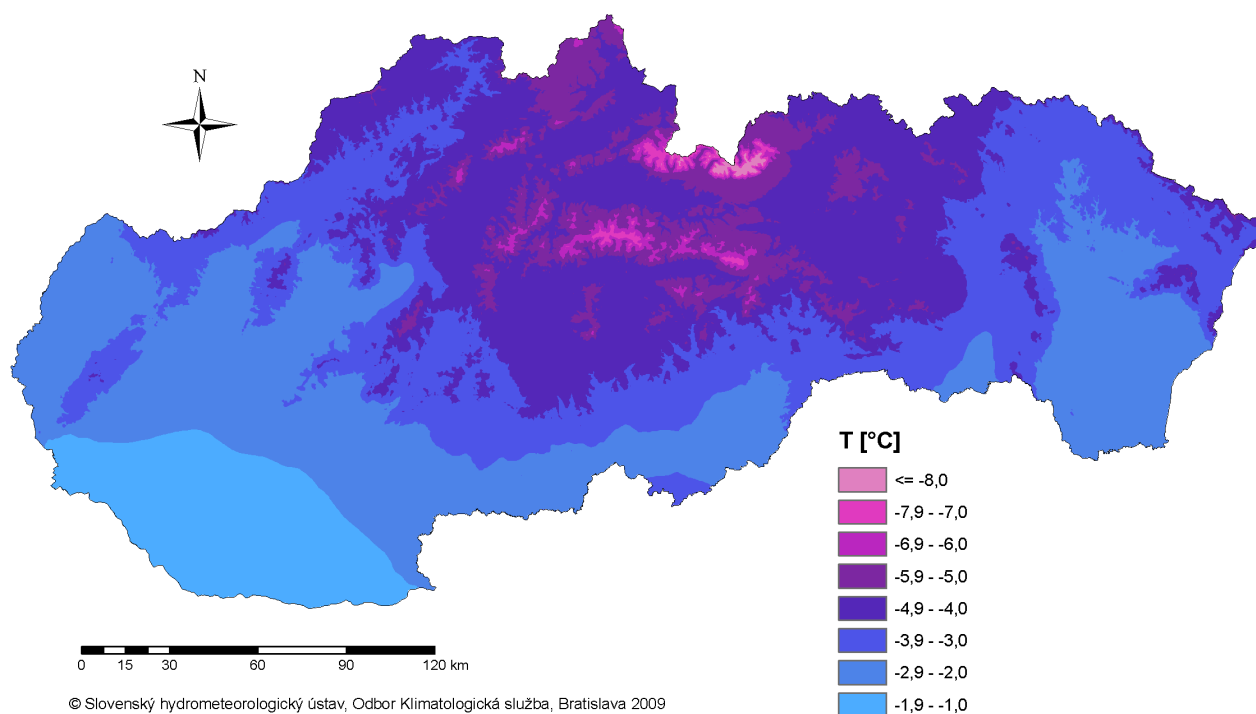 N
T [°C]
<= -8,0
-7,9 - -7,0
-6,9 - -6,0
-5,9 - -5,0
-4,9 - -4,0
-3,9 - -3,0
-2,9 - -2,0
-1,9 - -1,0
0 15 30 60 90 120 km
© Slovenský hydrometeorologický ústav, Odbor Klimatologická služba, Bratislava 2009